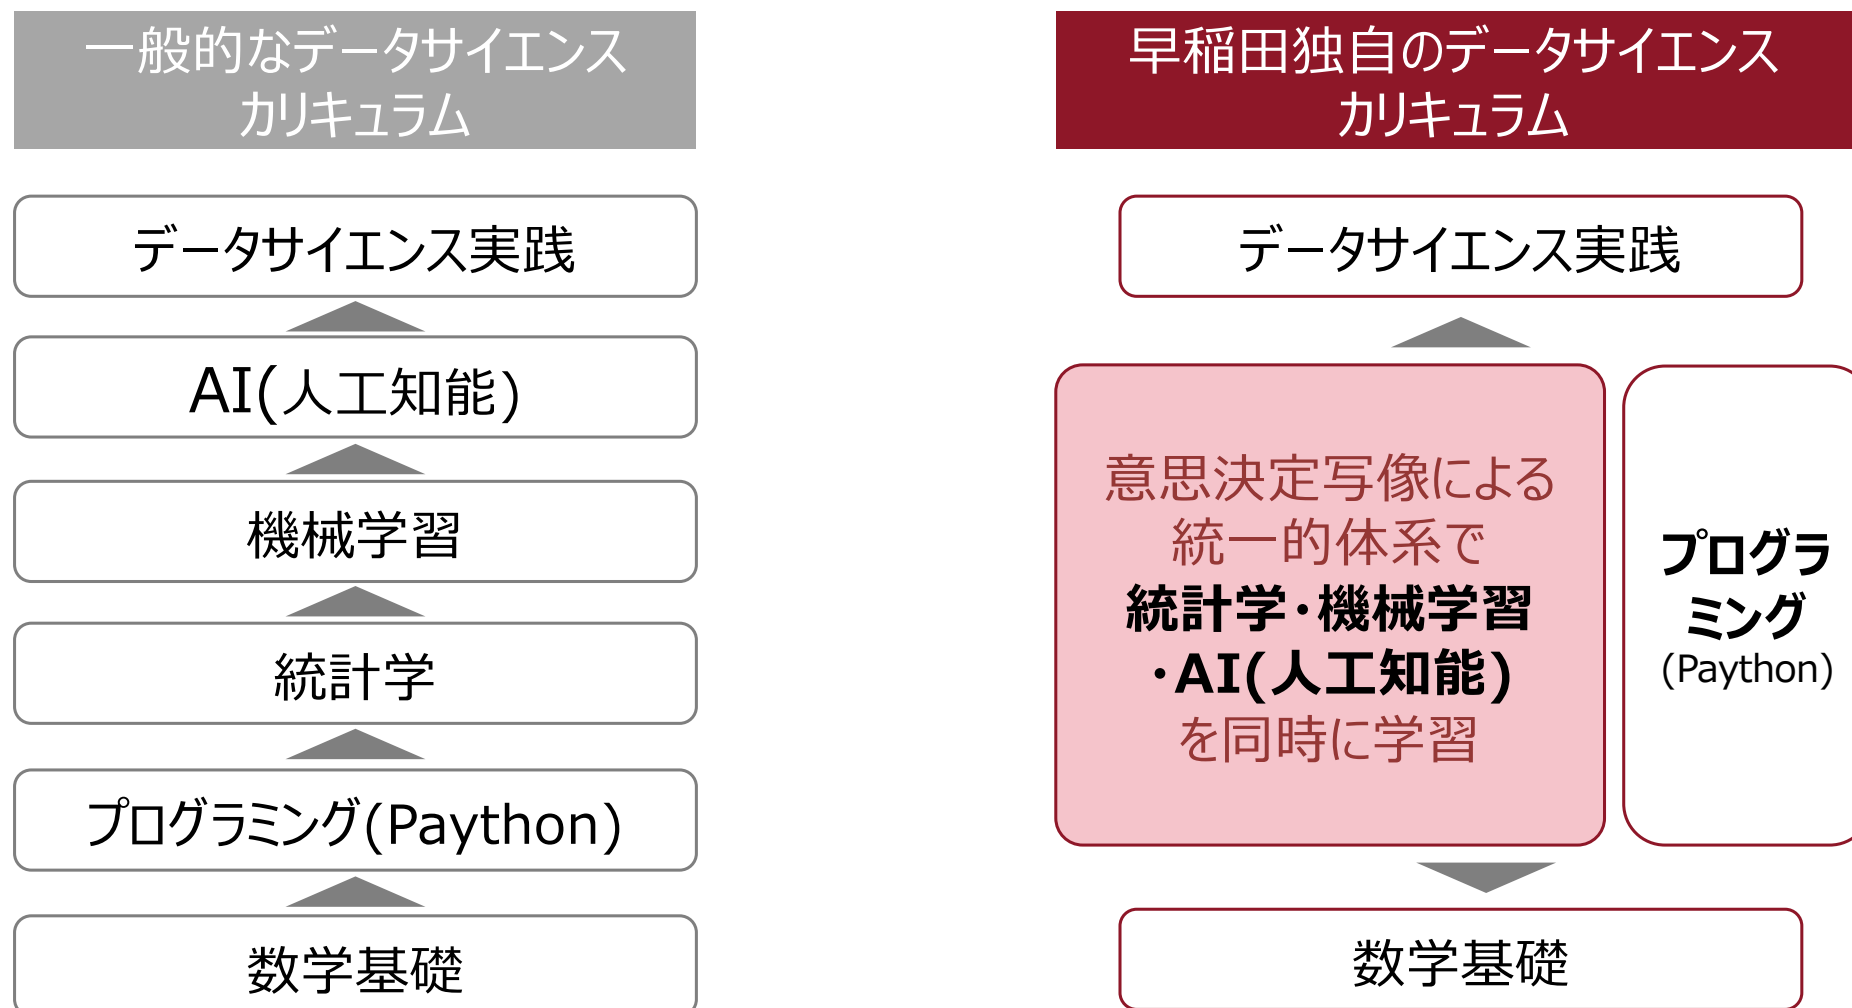 一般的なデータサイエンス
カリキュラム
データサイエンス実践
AI(人工知能)
機械学習
統計学
プログラミング(Paython)
数学基礎
早稲田独自のデータサイエンス
カリキュラム
データサイエンス実践
意思決定写像による
統一的体系で
統計学・機械学習
・AI(人工知能)
を同時に学習
プログラ
ミング
(Paython)
数学基礎